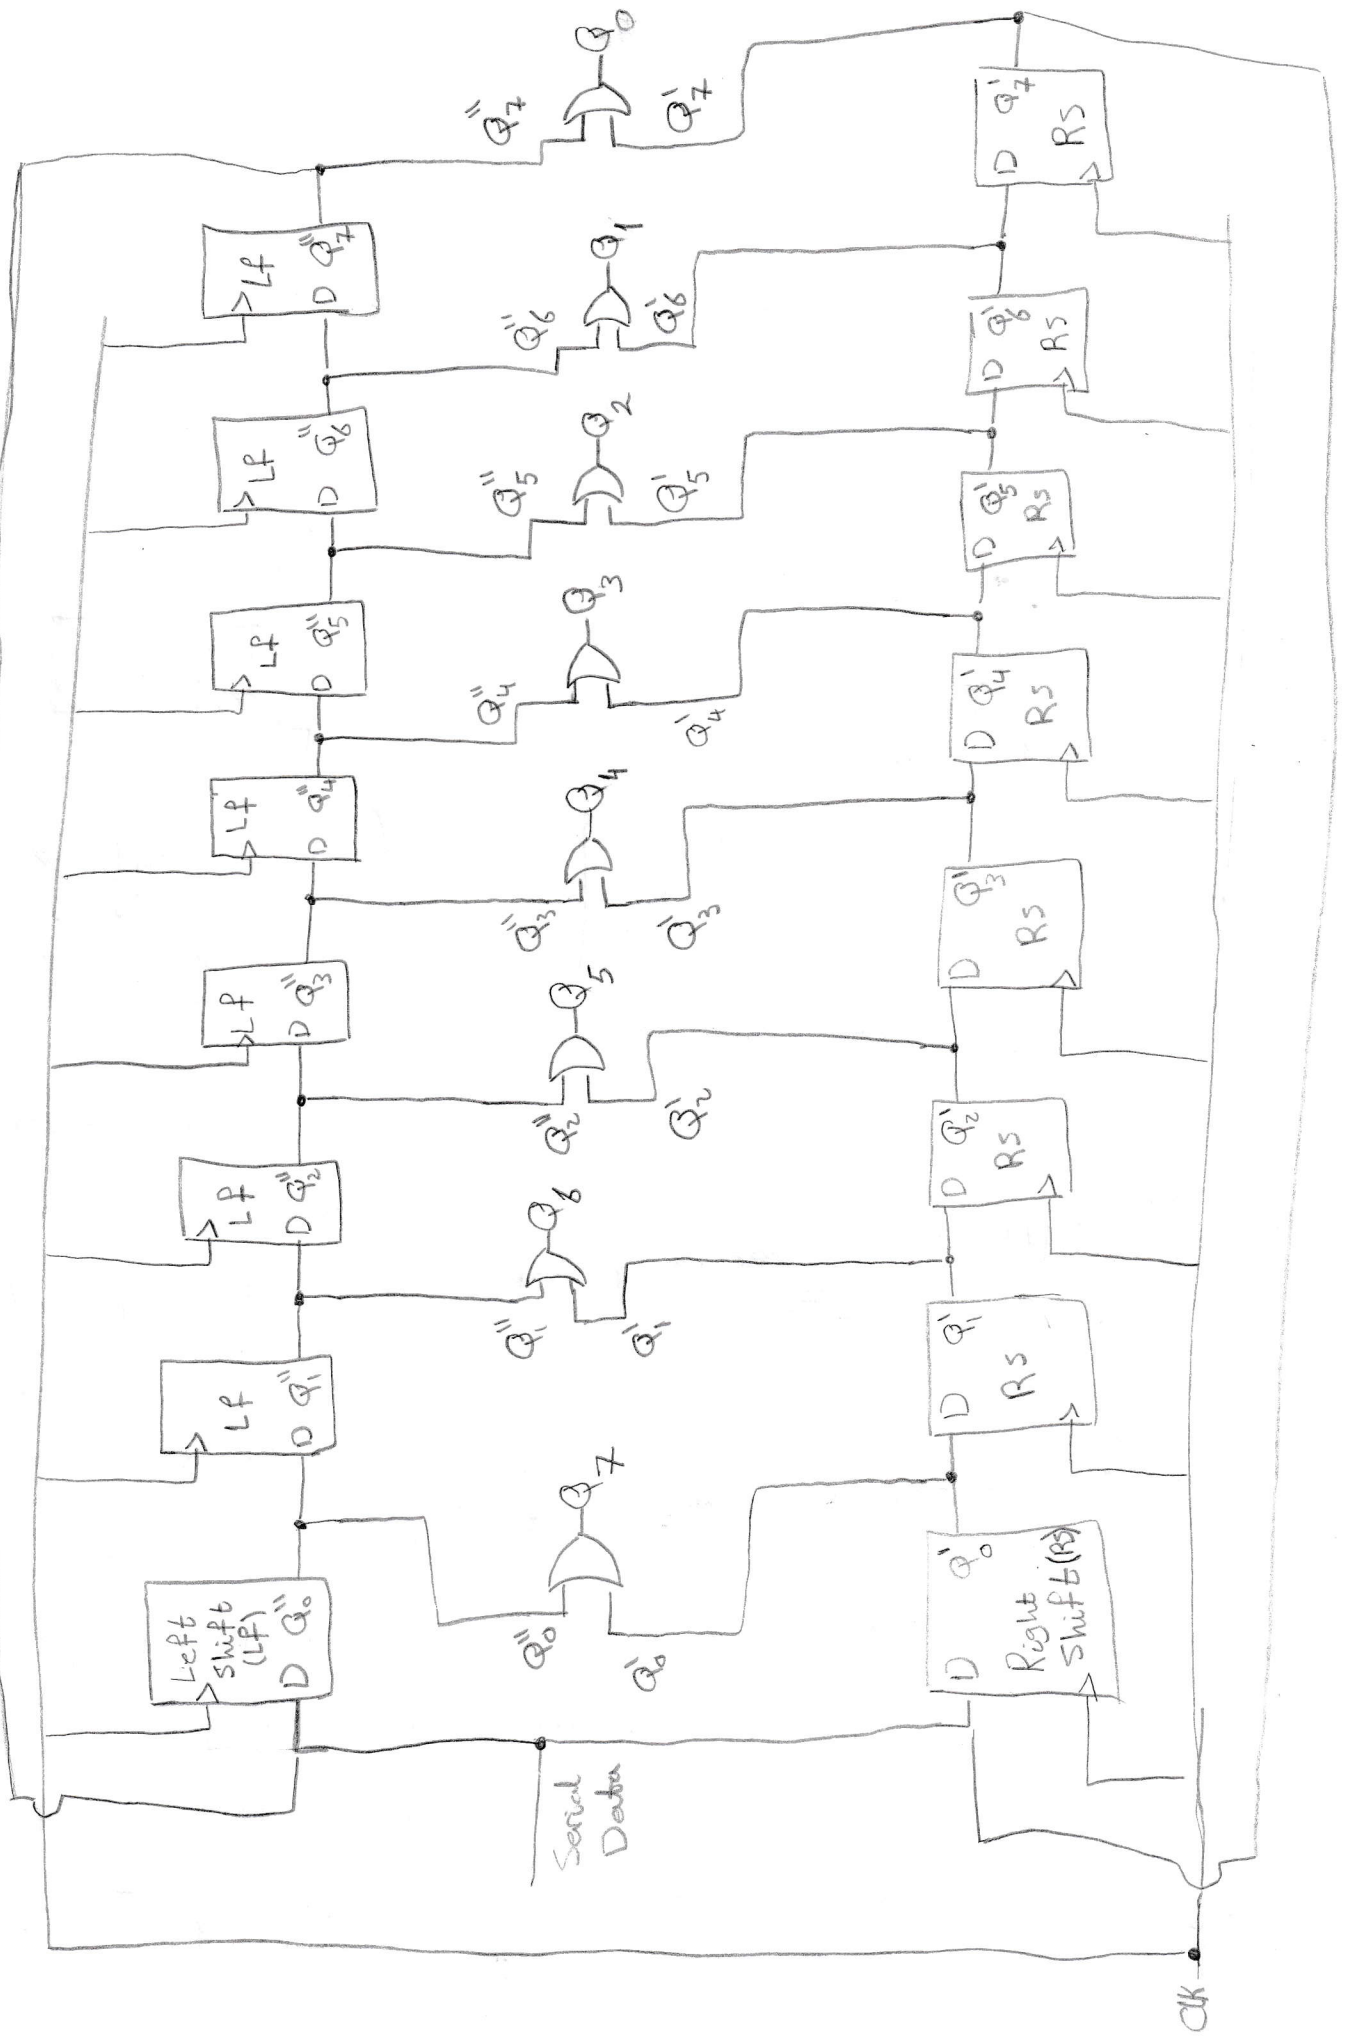 Left
Shift
(Lf)
D Q''0
Lf
D Q''1
Lf
D Q''2
Lf
D Q''3
Lf
D Q''4
Lf
D Q''5
Lf
D Q''6
Lf
D Q''7
Serial
Data
Q''0
Q'0
Q7
Q''1
Q'1
Q6
Q''2
Q'2
Q5
Q''3
Q'3
Q4
Q''4
Q'4
Q3
Q''5
Q'5
Q2
Q''6
Q'6
Q1
Q''7
Q'7
Q0
D Q'0
Right
Shift(RS)
D Q'1
RS
D Q'2
RS
D Q'3
RS
D Q'4
RS
D Q'5
RS
D Q'6
RS
D Q'7
RS
Clk